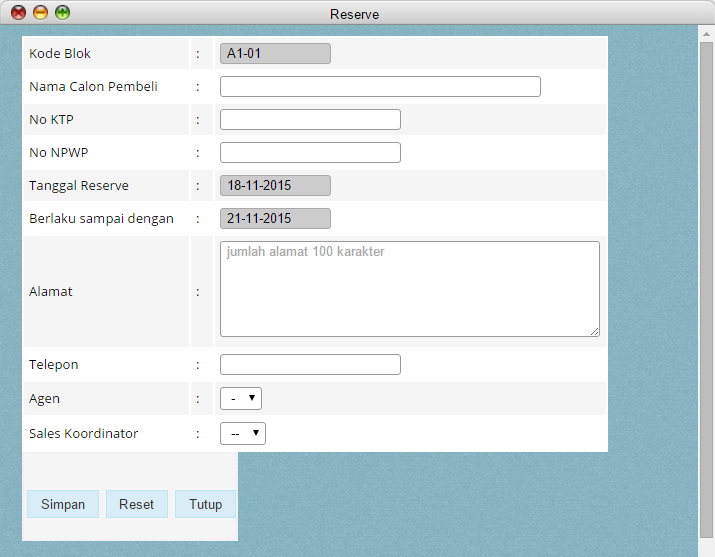 Reserve
Kode Blok : A1-01
Nama Calon Pembeli :
No KTP :
No NPWP :
Tanggal Reserve : 18-11-2015
Berlaku sampai dengan : 21-11-2015
Alamat : jumlah alamat 100 karakter
Telepon :
Agen : -
Sales Koordinator : --
Simpan Reset Tutup